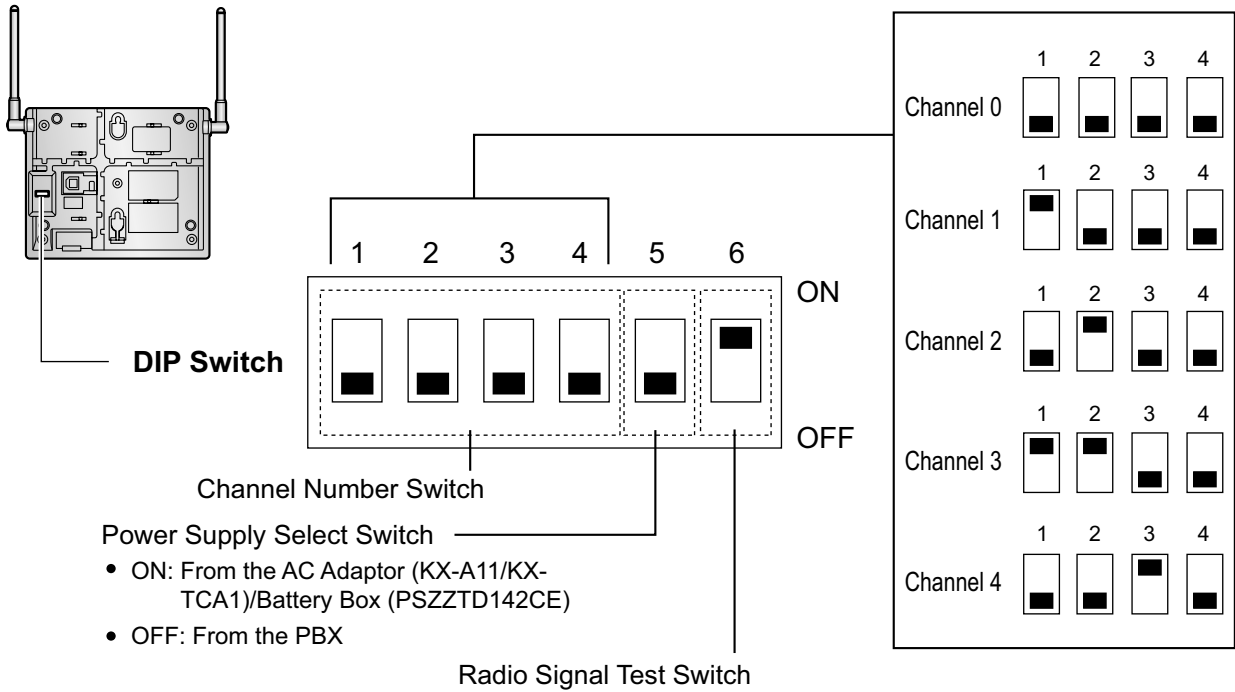 1 2 3 4
Channel 0
1 2 3 4
Channel 1
1 2 3 4
Channel 2
1 2 3 4
Channel 3
1 2 3 4
Channel 4
1 2 3 4 5 6
ON
OFF
DIP Switch
Channel Number Switch
Power Supply Select Switch
• ON: From the AC Adaptor (KX-A11/KX-
TCA1)/Battery Box (PSZZTD142CE)
• OFF: From the PBX
Radio Signal Test Switch